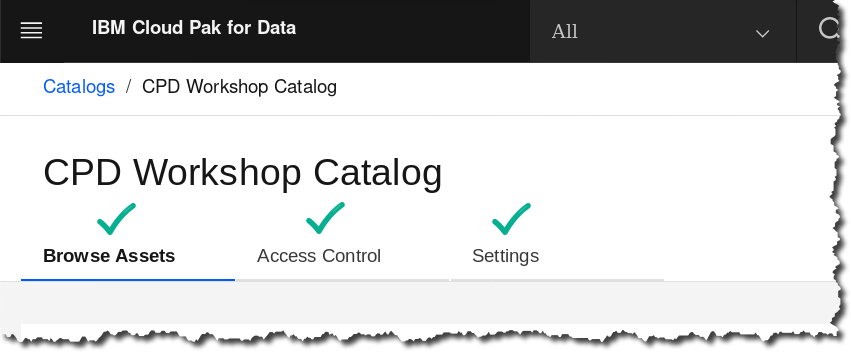 IBM Cloud Pak for Data All
Catalogs / CPD Workshop Catalog
CPD Workshop Catalog
Browse Assets Access Control Settings